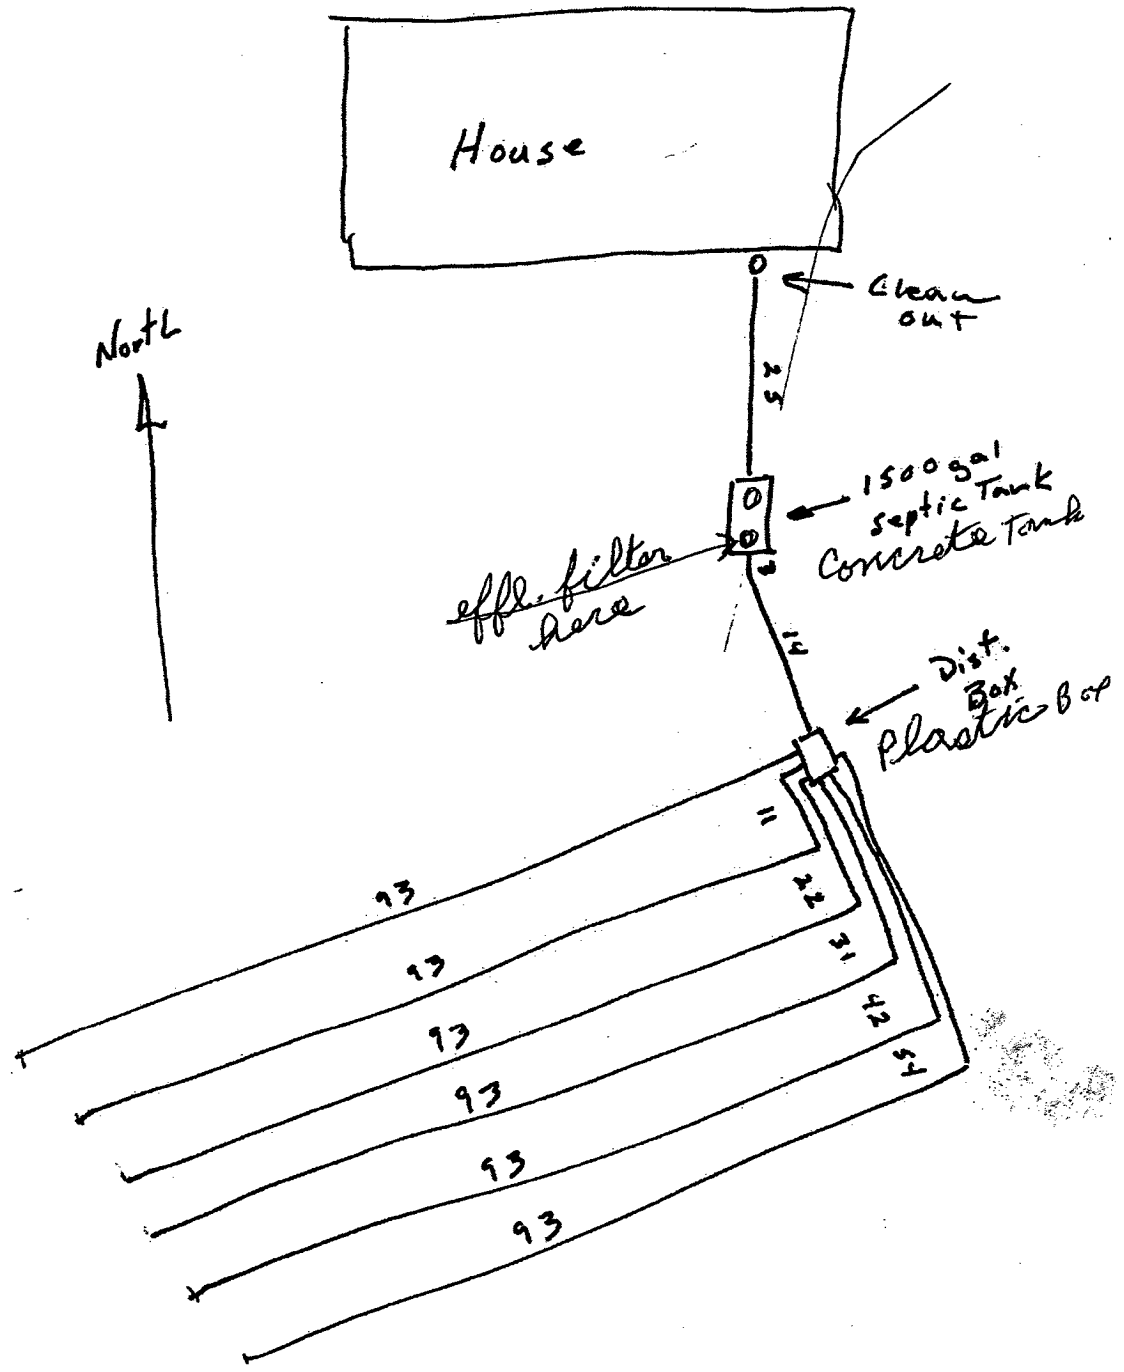 House
Clean
out
North
25
1500 gal
septic Tank
Concrete Tank
effl. filter
here
3
14
Dist.
Box
Plastic Box
11
93
22
93
31
93
42
93
54
93
93